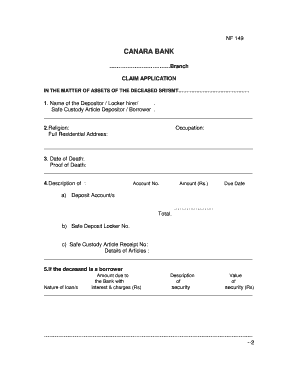 NF 149
CANARA BANK
....................................Branch
CLAIM APPLICATION
IN THE MATTER OF ASSETS OF THE DECEASED SRI/SMT.......................................
1. Name of the Depositor / Locker hirer/ .
Safe Custody Article Depositor / Borrower .
2.Religion: Occupation:
Full Residential Address:
3. Date of Death:
Proof of Death:
4.Description of : Account No. Amount (Rs.) Due Date
a) Deposit Account/s
......................
Total.
b) Safe Deposit Locker No.
c) Safe Custody Article Receipt No:
Details of Articles :
5.If the deceased is a borrower
Amount due to Description Value
the Bank with of of
Nature of loan/s interest & charges (Rs) security security (Rs)
........................................................................................................................
--2